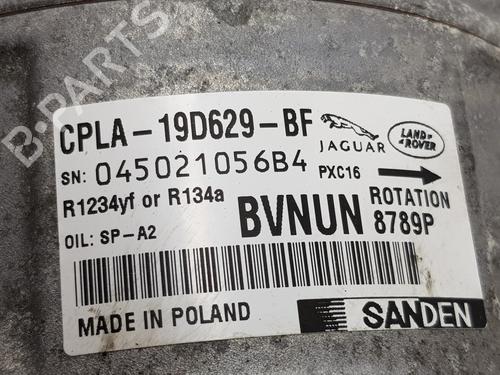 B-PARTS
CPLA-19D629-BF
JAGUAR
LAND ROVER
SN: 045021056B4
PXC16
R1234yf or R134a
BVNUN
ROTATION
8789P
OIL: SP-A2
MADE IN POLAND
SANDEN